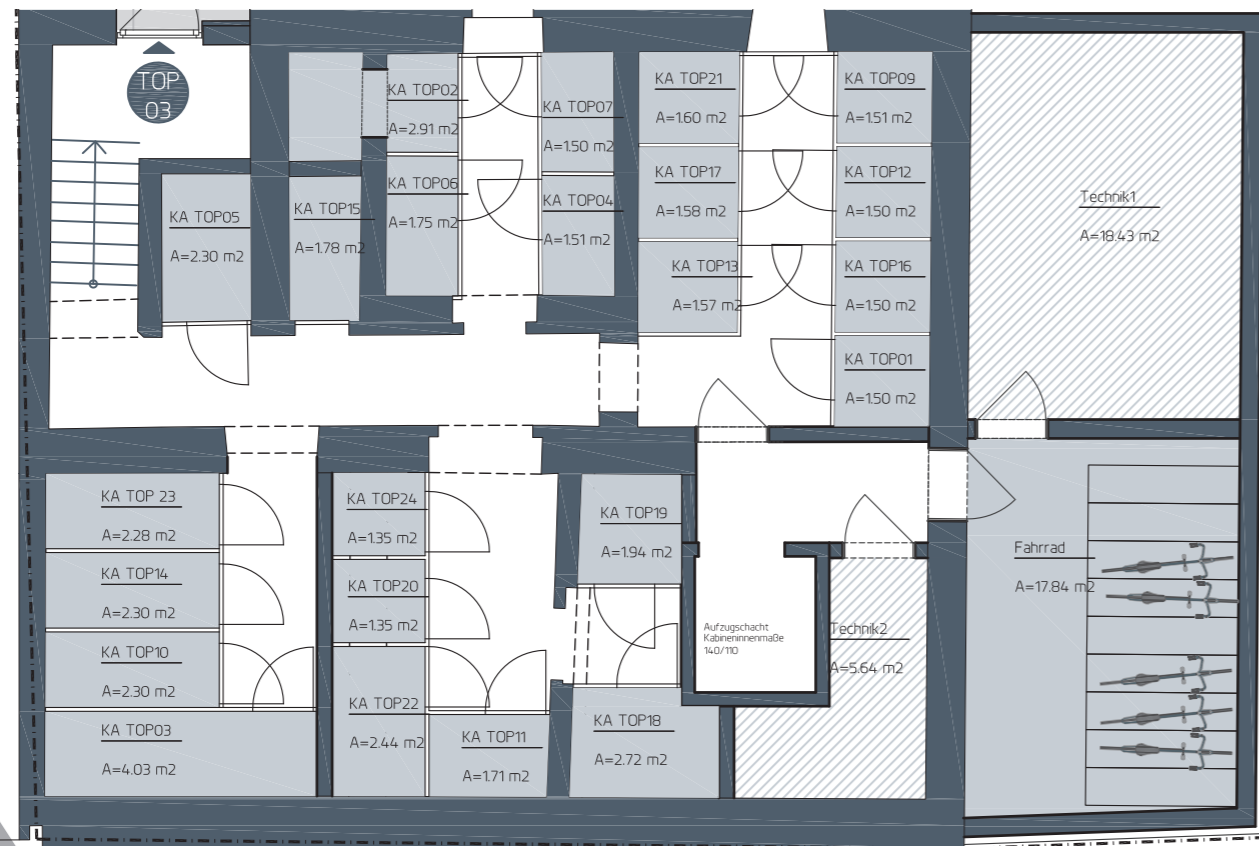 TOP
03
KA TOP02
A=2.91 m2
KA TOP07
A=1.50 m2
KA TOP21
A=1.60 m2
KA TOP09
A=1.51 m2
KA TOP05
A=2.30 m2
KA TOP15
A=1.78 m2
KA TOP06
A=1.75 m2
KA TOP04
A=1.51 m2
KA TOP17
A=1.58 m2
KA TOP12
A=1.50 m2
Technik1
A=18.43 m2
KA TOP13
A=1.57 m2
KA TOP16
A=1.50 m2
KA TOP01
A=1.50 m2
KA TOP 23
A=2.28 m2
KA TOP24
A=1.35 m2
KA TOP19
A=1.94 m2
Fahrrad
A=17.84 m2
KA TOP14
A=2.30 m2
KA TOP20
A=1.35 m2
Aufzugschacht
Kabineninnenmaße
140/110
Technik2
A=5.64 m2
KA TOP10
A=2.30 m2
KA TOP22
A=2.44 m2
KA TOP03
A=4.03 m2
KA TOP11
A=1.71 m2
KA TOP18
A=2.72 m2